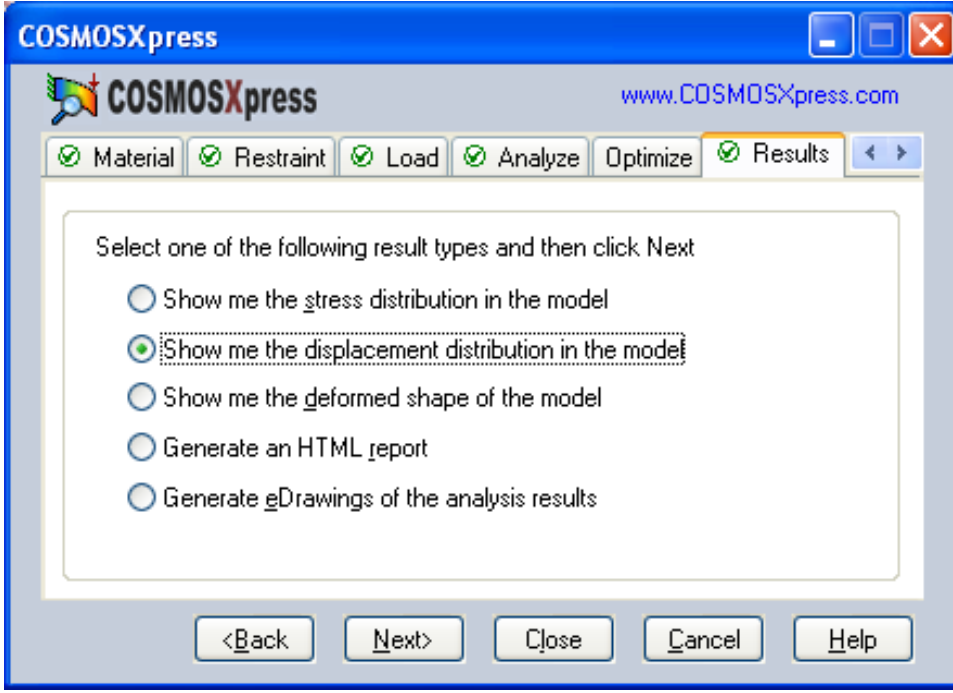 COSMOSXpress
COSMOSXpress www.COSMOSXpress.com
Material Restraint Load Analyze Optimize Results
Select one of the following result types and then click Next
Show me the stress distribution in the model
Show me the displacement distribution in the model
Show me the deformed shape of the model
Generate an HTML report
Generate eDrawings of the analysis results
<Back Next> Close Cancel Help